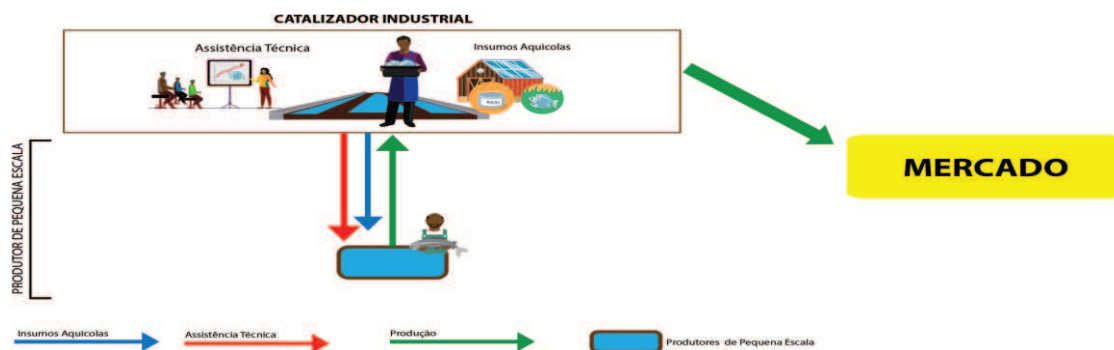 CATALIZADOR INDUSTRIAL
Assistência Técnica
Insumos Aquicolas
Ração
MERCADO
PRODUTOR DE PEQUENA ESCALA
Insumos Aquicolas
Assistência Técnica
Produção
Produtores de Pequena Escala